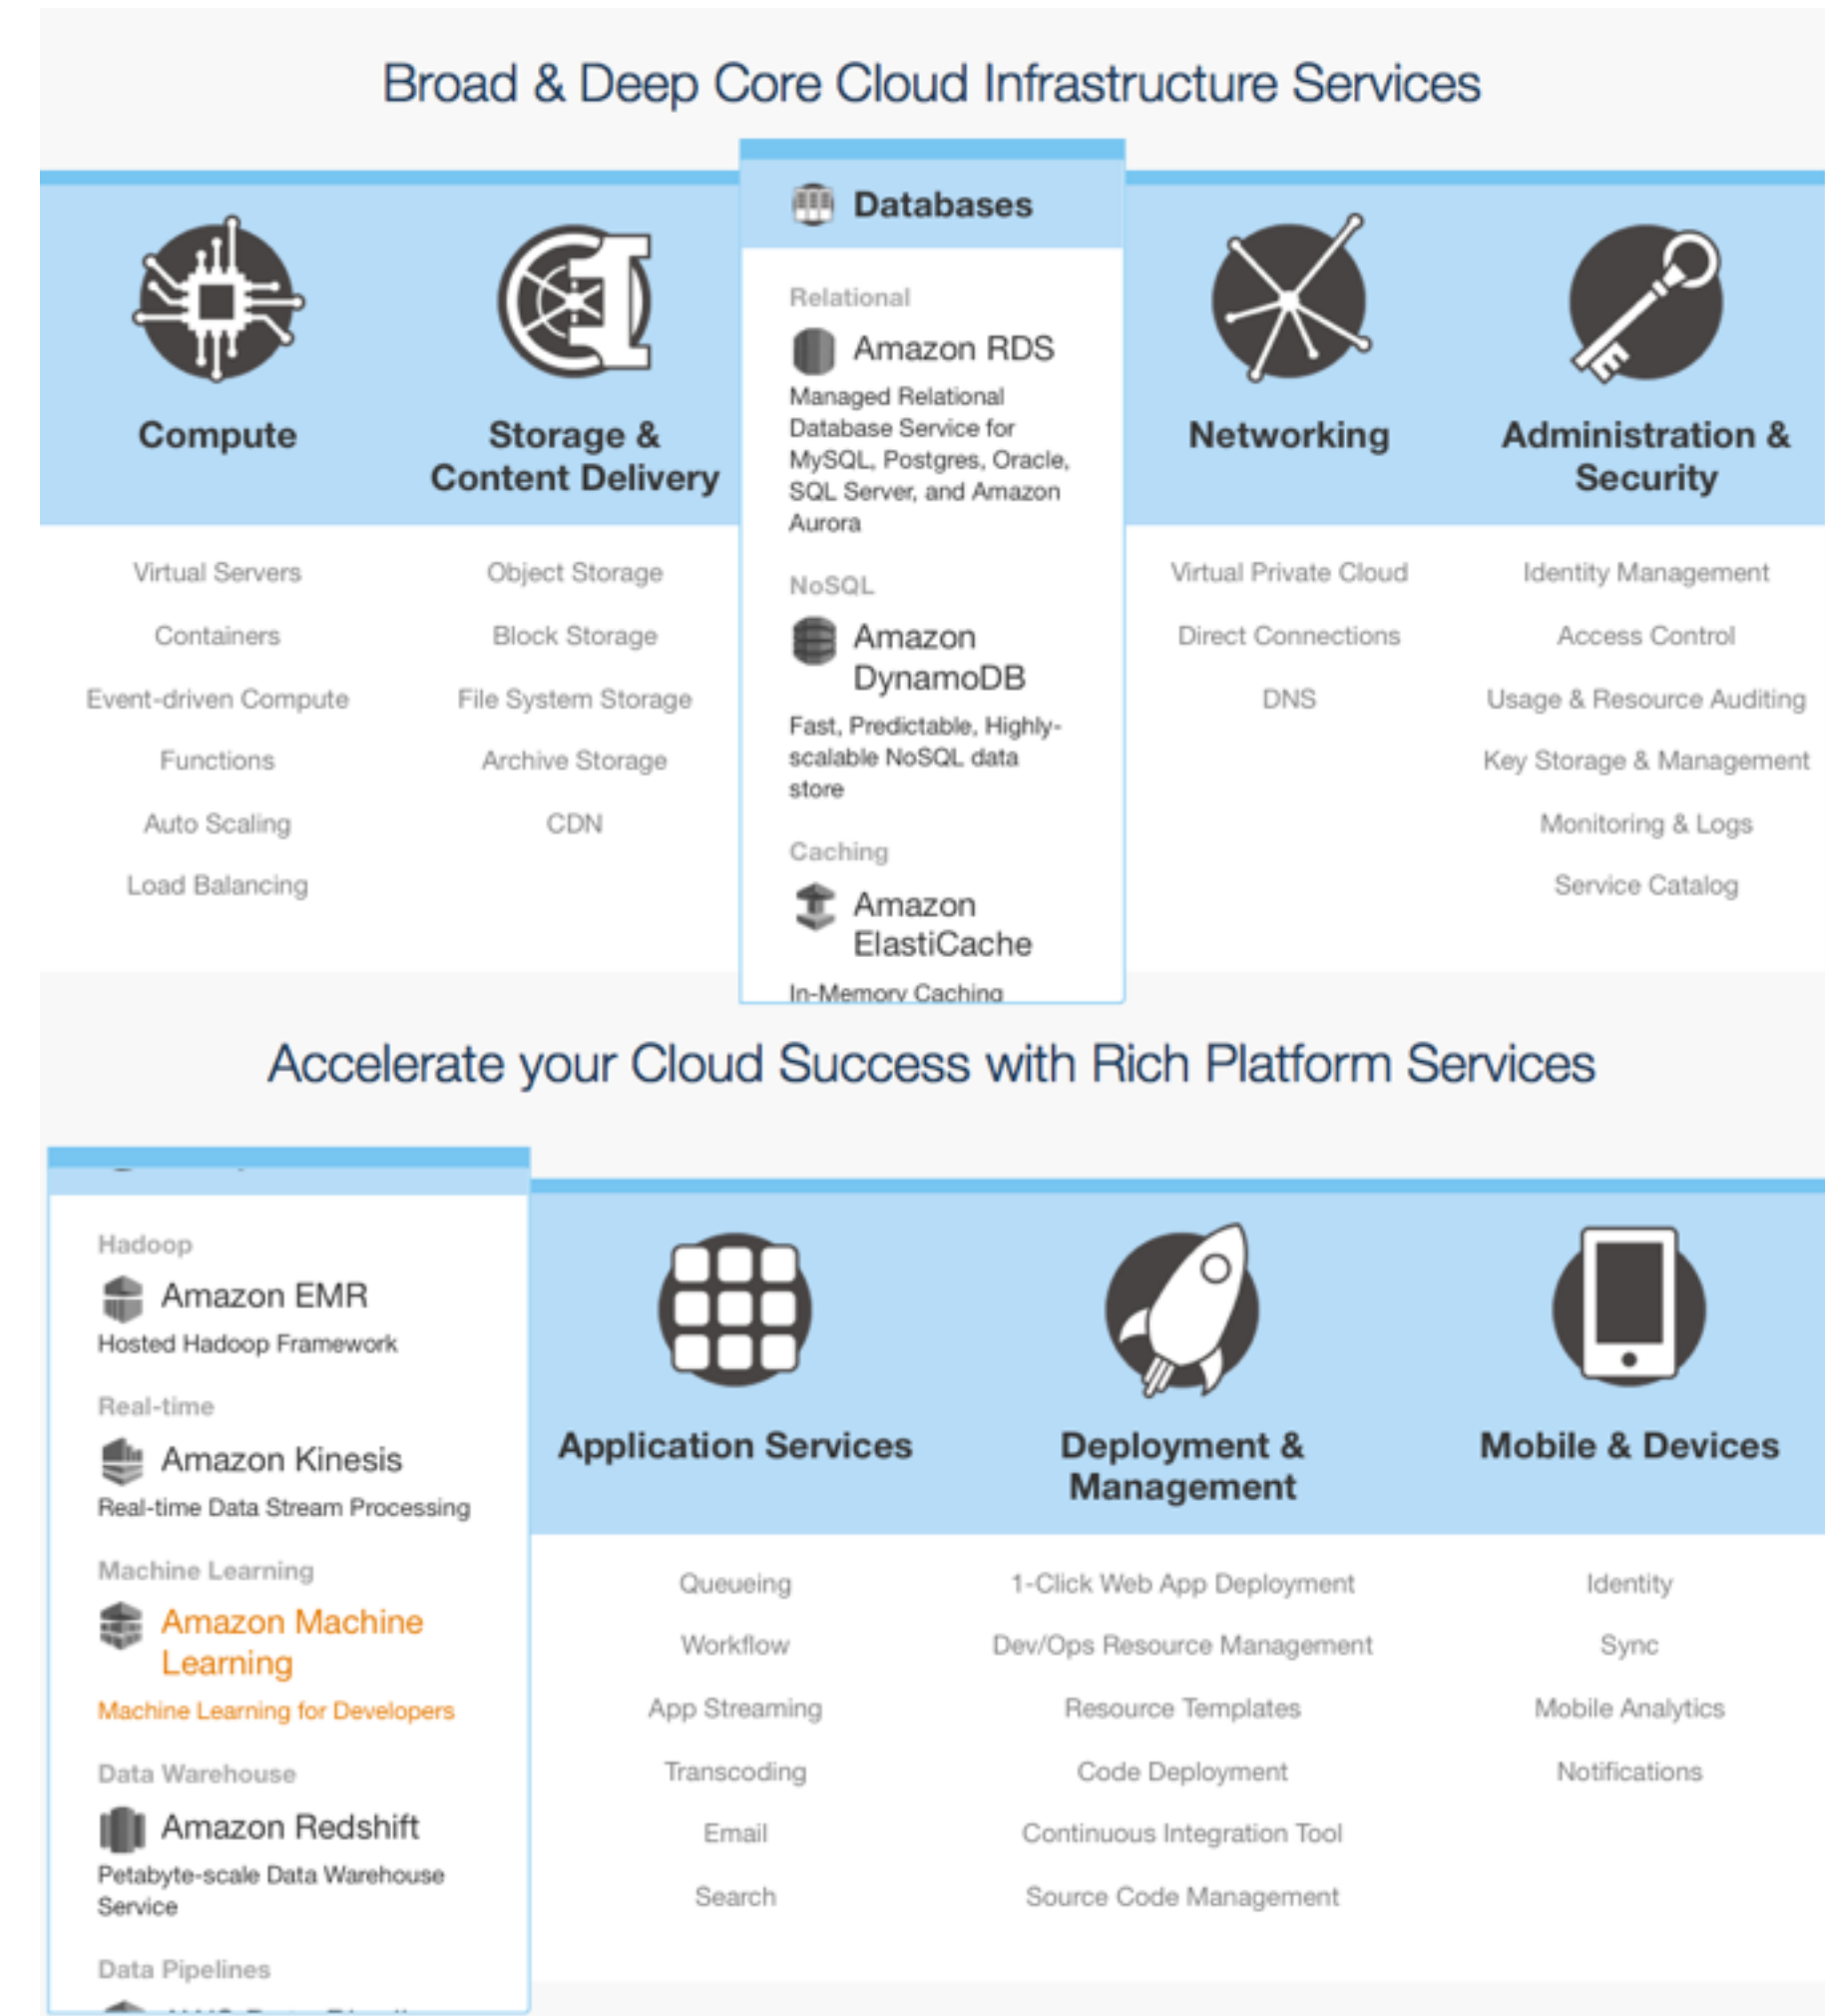 Broad & Deep Core Cloud Infrastructure Services
Compute
Virtual Servers
Containers
Event-driven Compute
Functions
Auto Scaling
Load Balancing
Storage &
Content Delivery
Object Storage
Block Storage
File System Storage
Archive Storage
CDN
Databases
Relational
Amazon RDS
Managed Relational
Database Service for
MySQL, Postgres, Oracle,
SQL Server, and Amazon
Aurora
NoSQL
Amazon
DynamoDB
Fast, Predictable, Highly-
scalable NoSQL data
store
Caching
Amazon
ElastiCache
In-Memory Caching
Networking
Virtual Private Cloud
Direct Connections
DNS
Administration &
Security
Identity Management
Access Control
Usage & Resource Auditing
Key Storage & Management
Monitoring & Logs
Service Catalog
Accelerate your Cloud Success with Rich Platform Services
Hadoop
Amazon EMR
Hosted Hadoop Framework
Real-time
Amazon Kinesis
Real-time Data Stream Processing
Machine Learning
Amazon Machine
Learning
Machine Learning for Developers
Data Warehouse
Amazon Redshift
Petabyte-scale Data Warehouse
Service
Data Pipelines
Application Services
Queueing
Workflow
App Streaming
Transcoding
Email
Search
Deployment &
Management
1-Click Web App Deployment
Dev/Ops Resource Management
Resource Templates
Code Deployment
Continuous Integration Tool
Source Code Management
Mobile & Devices
Identity
Sync
Mobile Analytics
Notifications